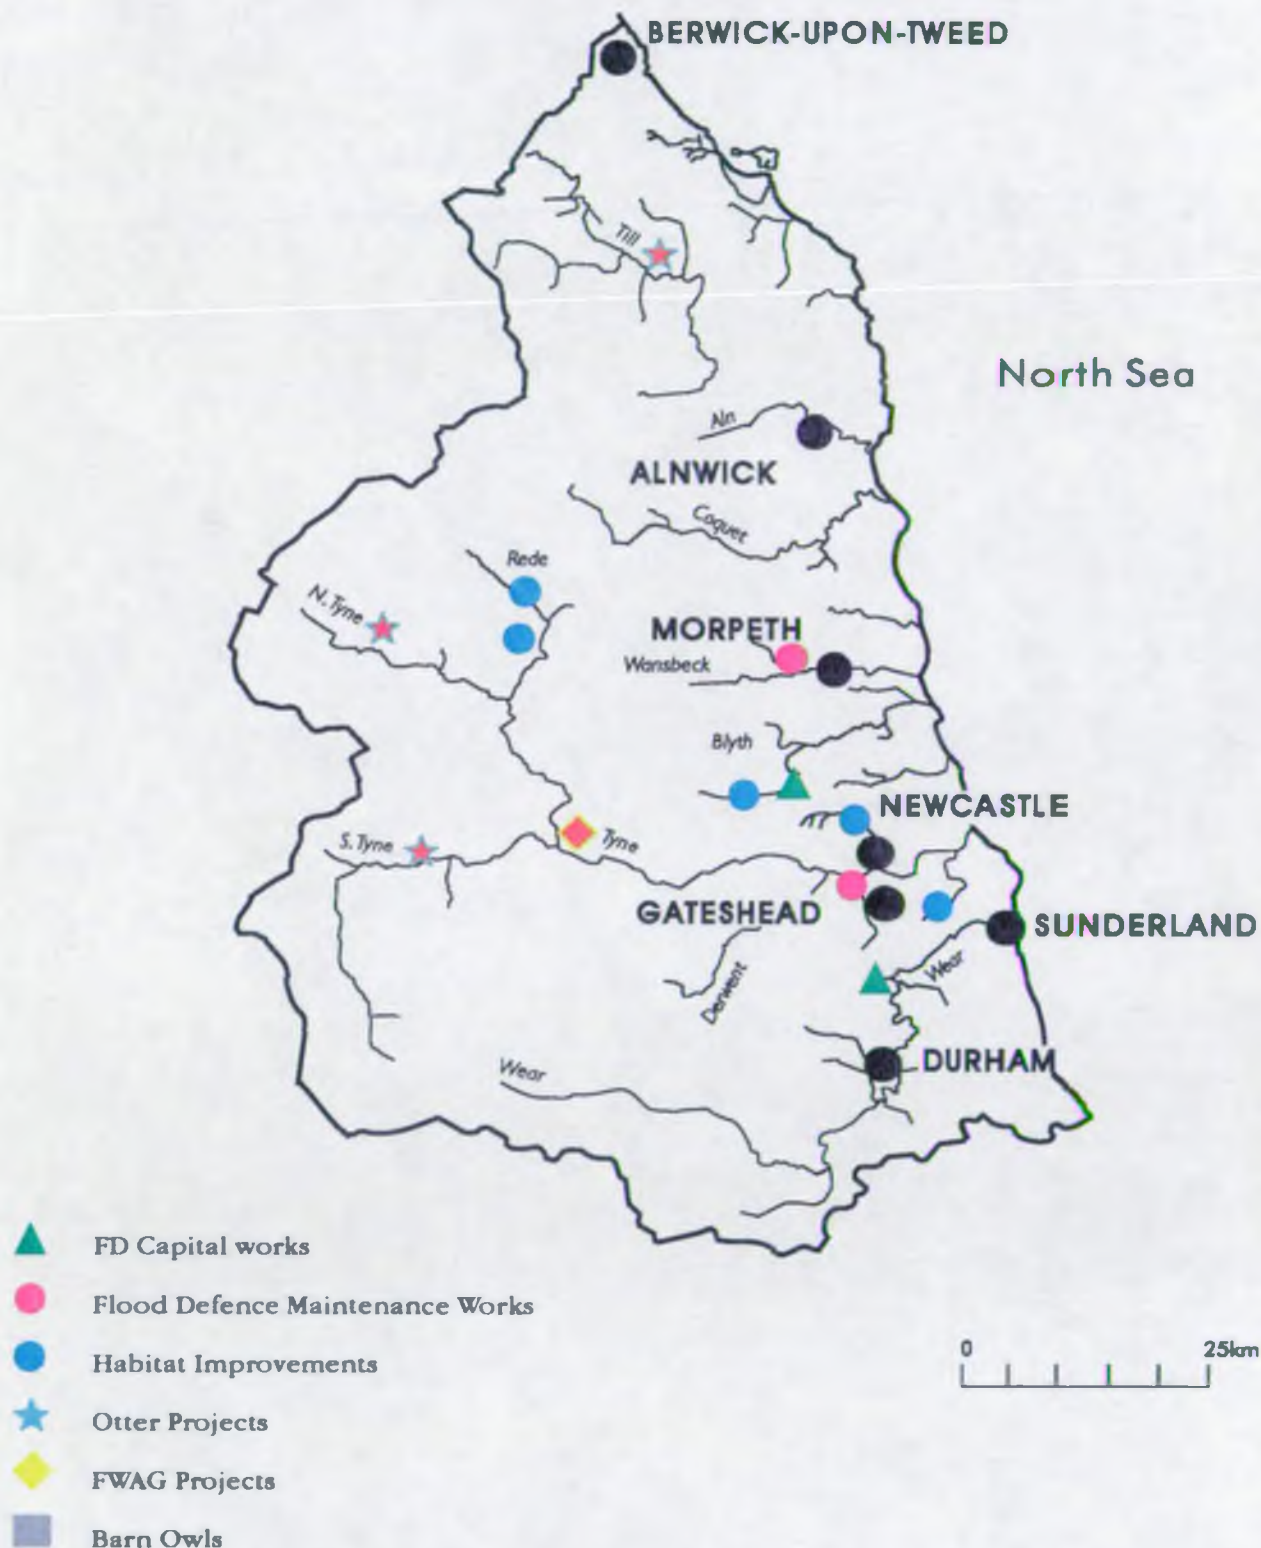 BERWICK-UPON-TWEED
Till
North Sea
Aln
ALNWICK
Coquet
Rede
N. Tyne
MORPETH
Wansbeck
Blyth
NEWCASTLE
S. Tyne
Tyne
GATESHEAD
SUNDERLAND
Wear
Derwent
DURHAM
Wear
FD Capital works
Flood Defence Maintenance Works
0 25km
Habitat Improvements
Otter Projects
FWAG Projects
Barn Owls